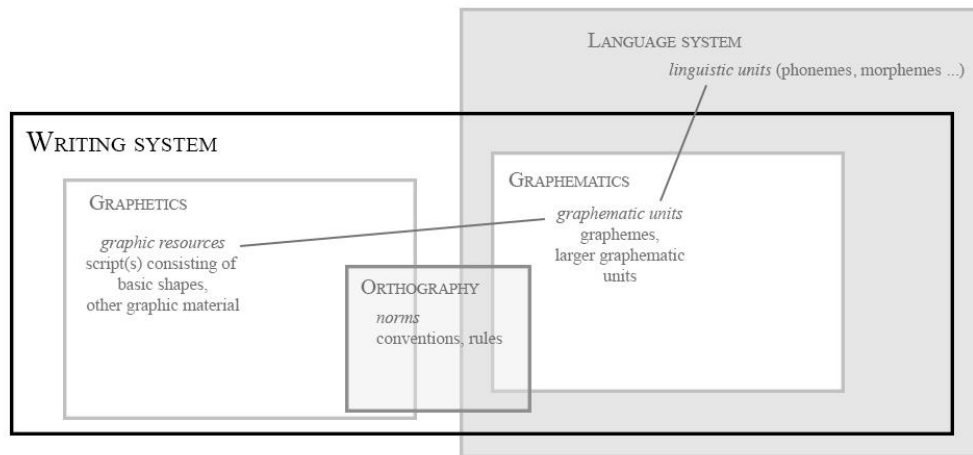 LANGUAGE SYSTEM
linguistic units (phonemes, morphemes ...)
WRITING SYSTEM
GRAPHETICS
graphic resources
script(s) consisting of
basic shapes,
other graphic material
GRAPHEMATICS
graphematic units
graphemes,
larger graphematic
units
ORTHOGRAPHY
norms
conventions, rules